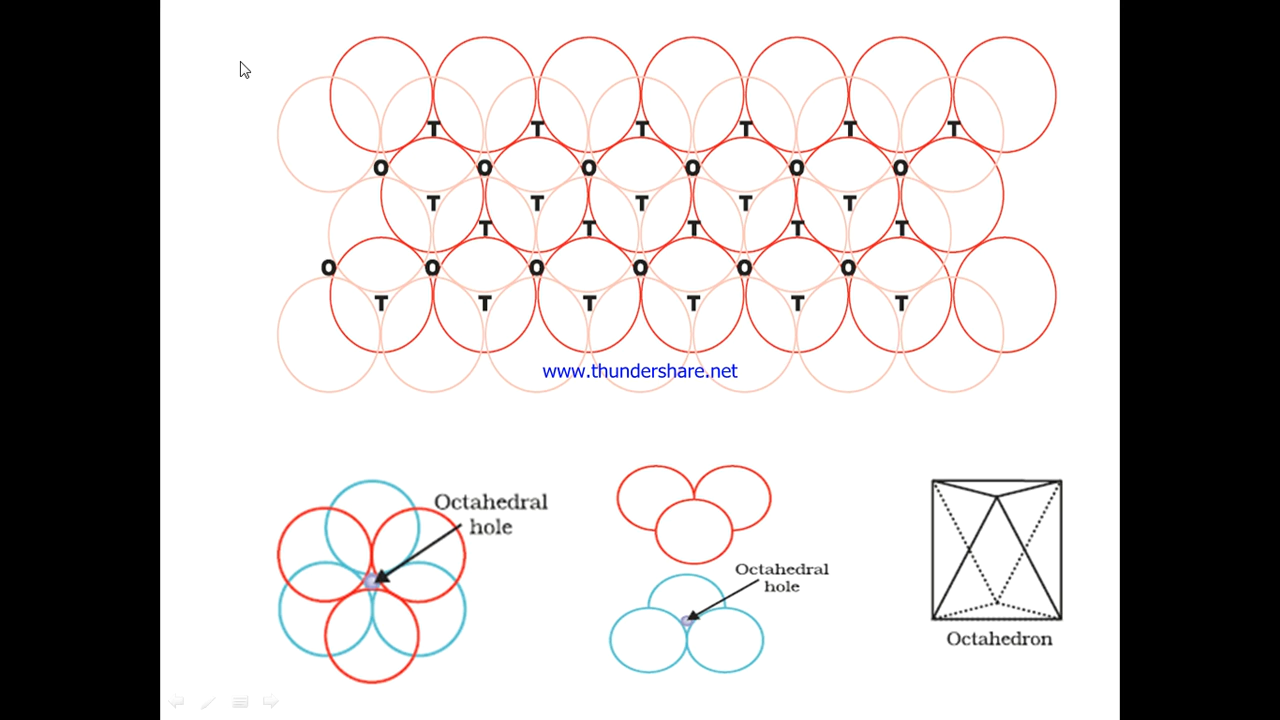 T T T T T T
O O O O O O
T T T T T
T T T T T
O O O O O O
T T T T T T
www.thundershare.net
Octahedral
hole
Octahedral
hole
Octahedron